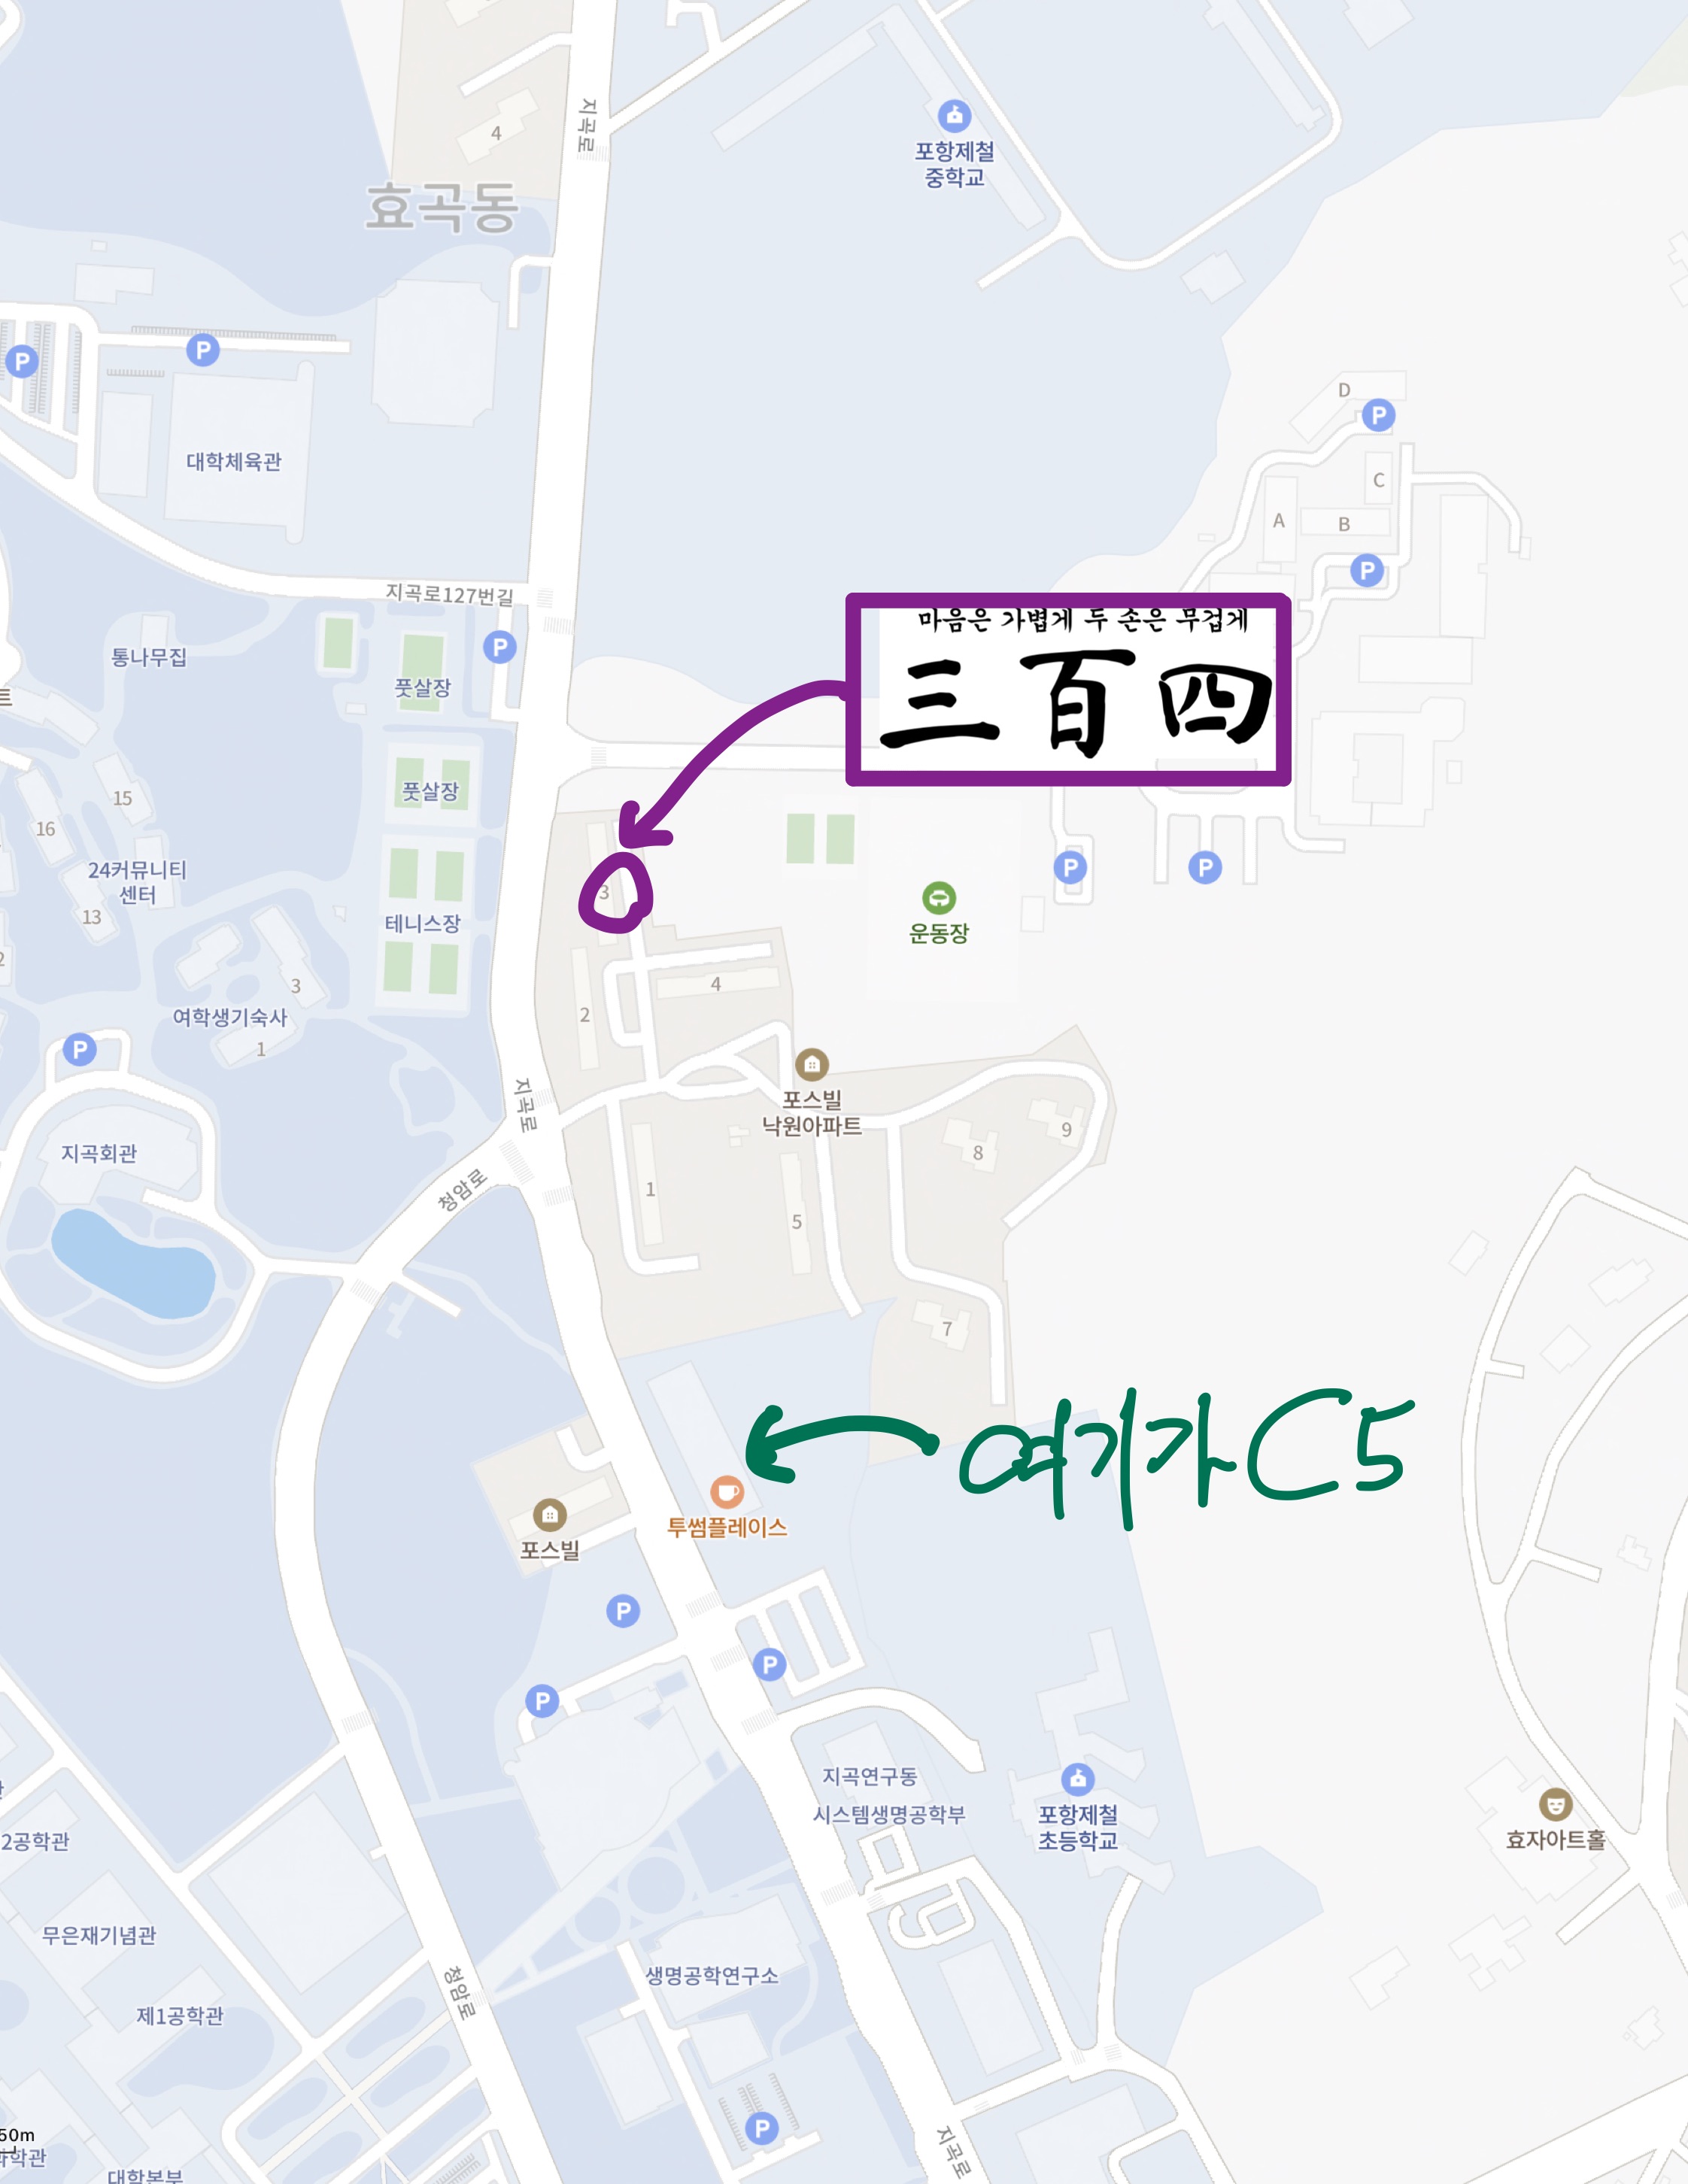 4
지곡로
포항제철
중학교
효곡동
P
P
대학체육관
D
P
C
A
B
P
지곡로127번길
P
통나무집
풋살장
마음은 가볍게 두 손은 무겁게
三百四
풋살장
15
16
24커뮤니티
센터
13
테니스장
3
P
P
운동장
3
여학생기숙사
1
2
4
P
지곡로
포스빌
낙원아파트
지곡회관
청암로
9
8
1
5
7
여기가 C5
투썸플레이스
포스빌
P
P
P
지곡연구동
시스템생명공학부
포항제철
초등학교
효자아트홀
2공학관
무은재기념관
생명공학연구소
청암로
제1공학관
P
50m
지곡로
대학본부